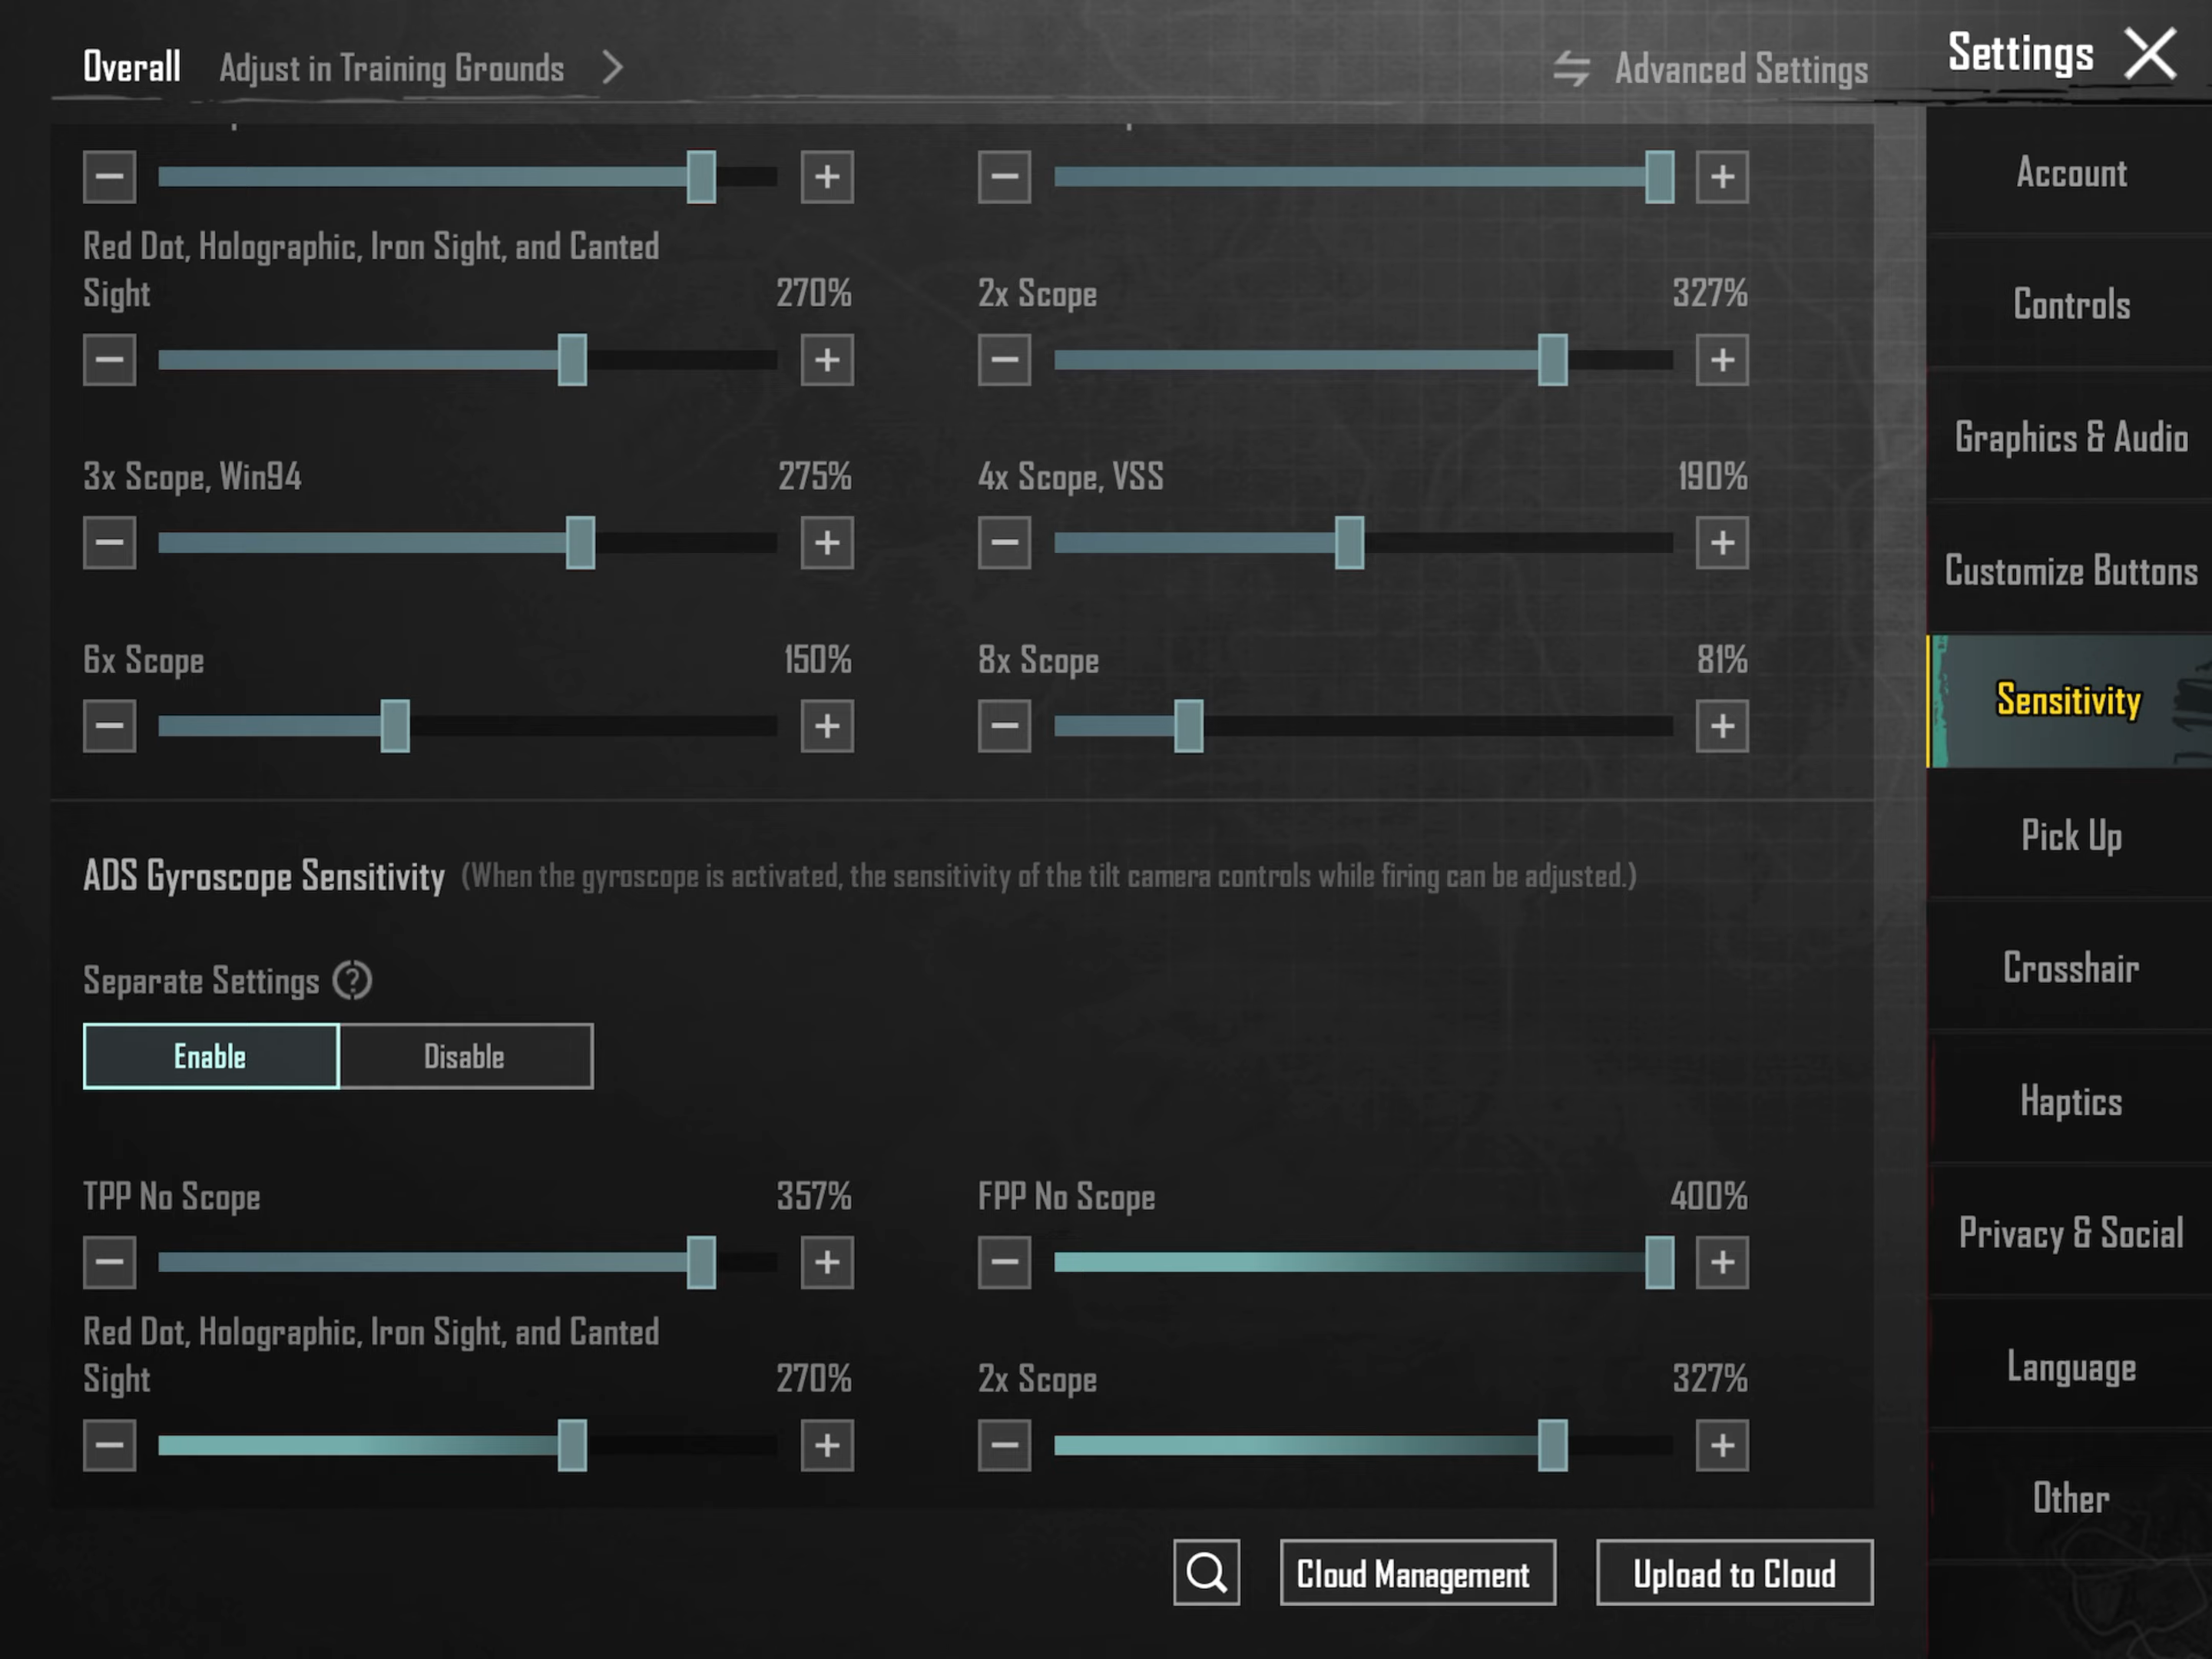 Overall
Adjust in Training Grounds
Advanced Settings
Settings
Red Dot, Holographic, Iron Sight, and Canted
Sight
270%
2x Scope
327%
3x Scope, Win94
275%
4x Scope, VSS
190%
6x Scope
150%
8x Scope
81%
ADS Gyroscope Sensitivity (When the gyroscope is activated, the sensitivity of the tilt camera controls while firing can be adjusted.)
Separate Settings
Enable
Disable
TPP No Scope
357%
FPP No Scope
400%
Red Dot, Holographic, Iron Sight, and Canted
Sight
270%
2x Scope
327%
Cloud Management
Upload to Cloud
Account
Controls
Graphics & Audio
Customize Buttons
Sensitivity
Pick Up
Crosshair
Haptics
Privacy & Social
Language
Other